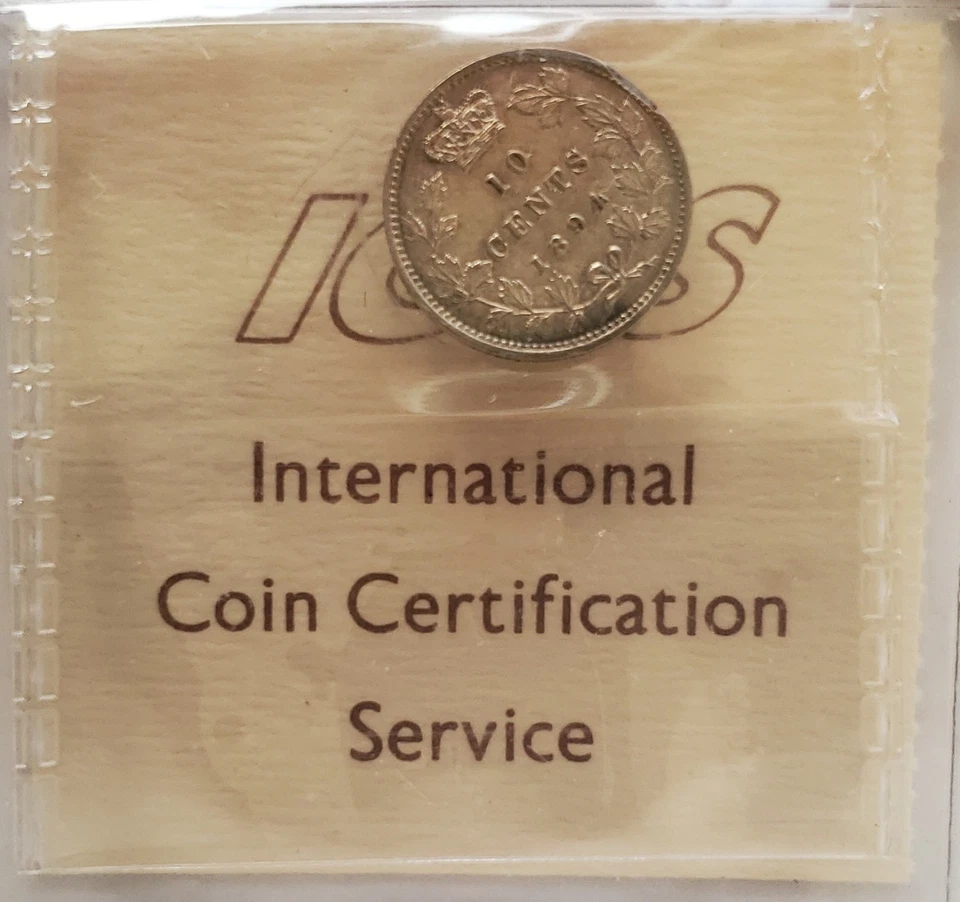 10
CENTS
1894
ICCS
International
Coin Certification
Service